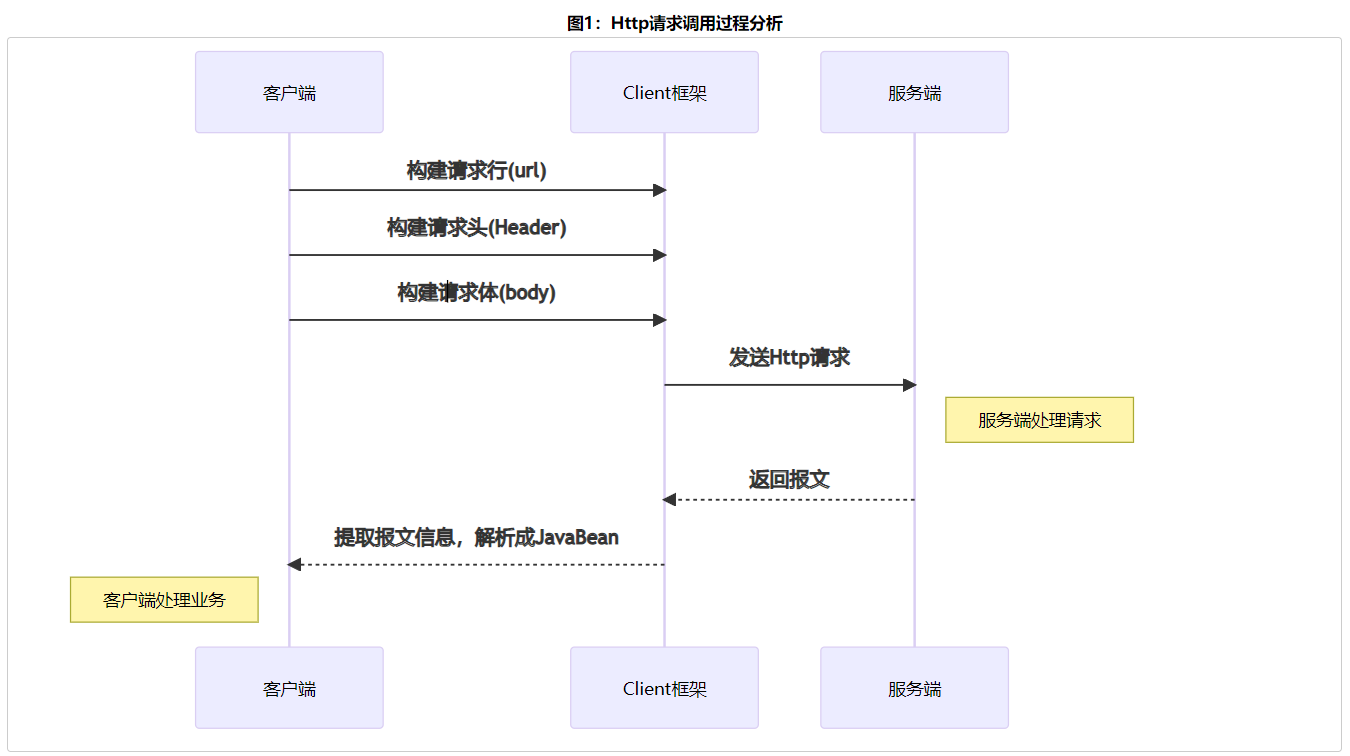 图1：Http请求调用过程分析
客户端
Client框架
服务端
构建请求行(url)
构建请求头(Header)
构建请求体(body)
发送Http请求
服务端处理请求
返回报文
提取报文信息，解析成JavaBean
客户端处理业务
客户端
Client框架
服务端